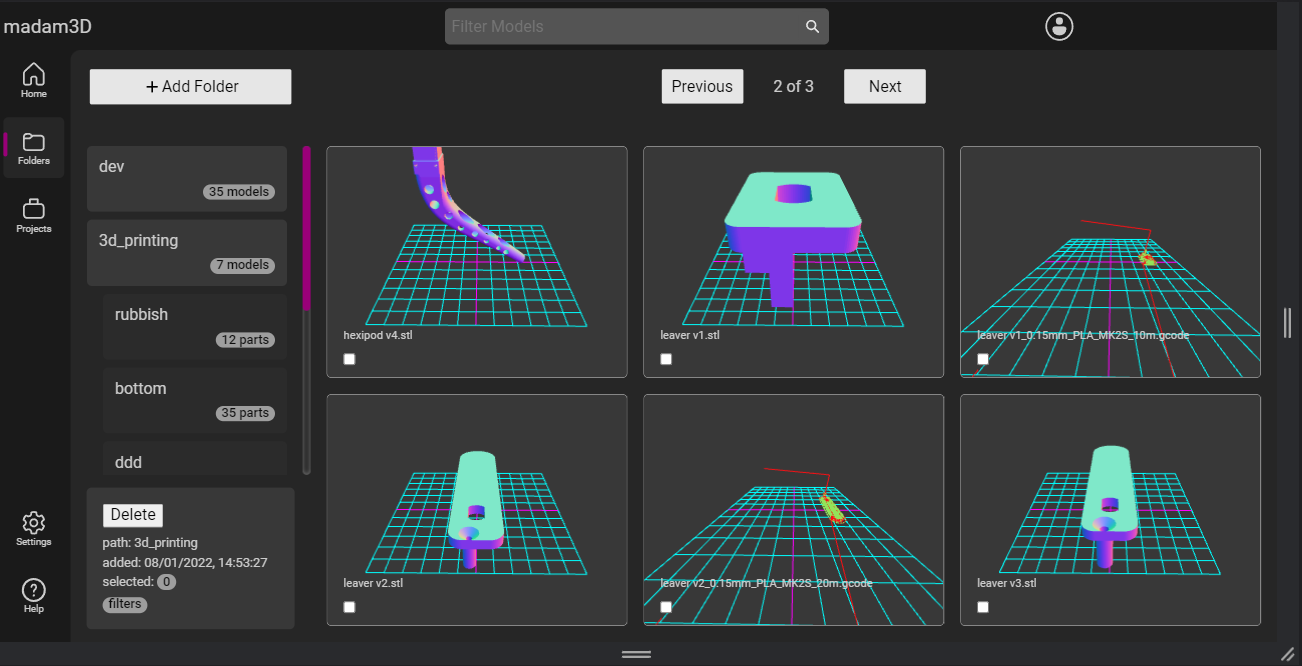 madam3D
Filter Models
Home
Folders
Projects
Settings
Help
+ Add Folder
Previous
2 of 3
Next
dev
35 models
3d_printing
7 models
rubbish
12 parts
bottom
35 parts
ddd
Delete
path: 3d_printing
added: 08/01/2022, 14:53:27
selected: 0
filters
hexipod v4.stl
leaver v1.stl
leaver v1_0.15mm_PLA_MK2S_10m.gcode
leaver v2.stl
leaver v2_0.15mm_PLA_MK2S_20m.gcode
leaver v3.stl